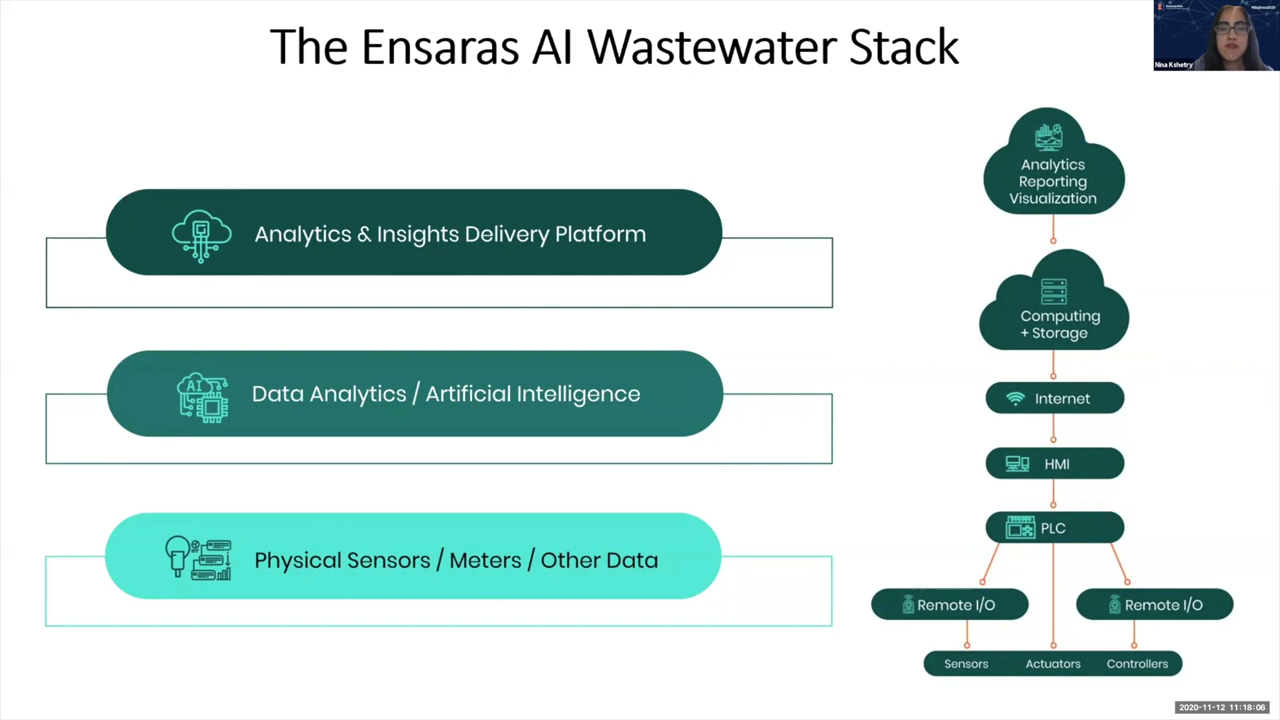 The Ensaras AI Wastewater Stack
Nina Kshetry
Analytics & Insights Delivery Platform
AI
Data Analytics / Artificial Intelligence
Physical Sensors / Meters / Other Data
Analytics
Reporting
Visualization
Computing
+ Storage
Internet
HMI
PLC
Remote I/O
Remote I/O
Sensors
Actuators
Controllers
2020-11-12 11:18:06